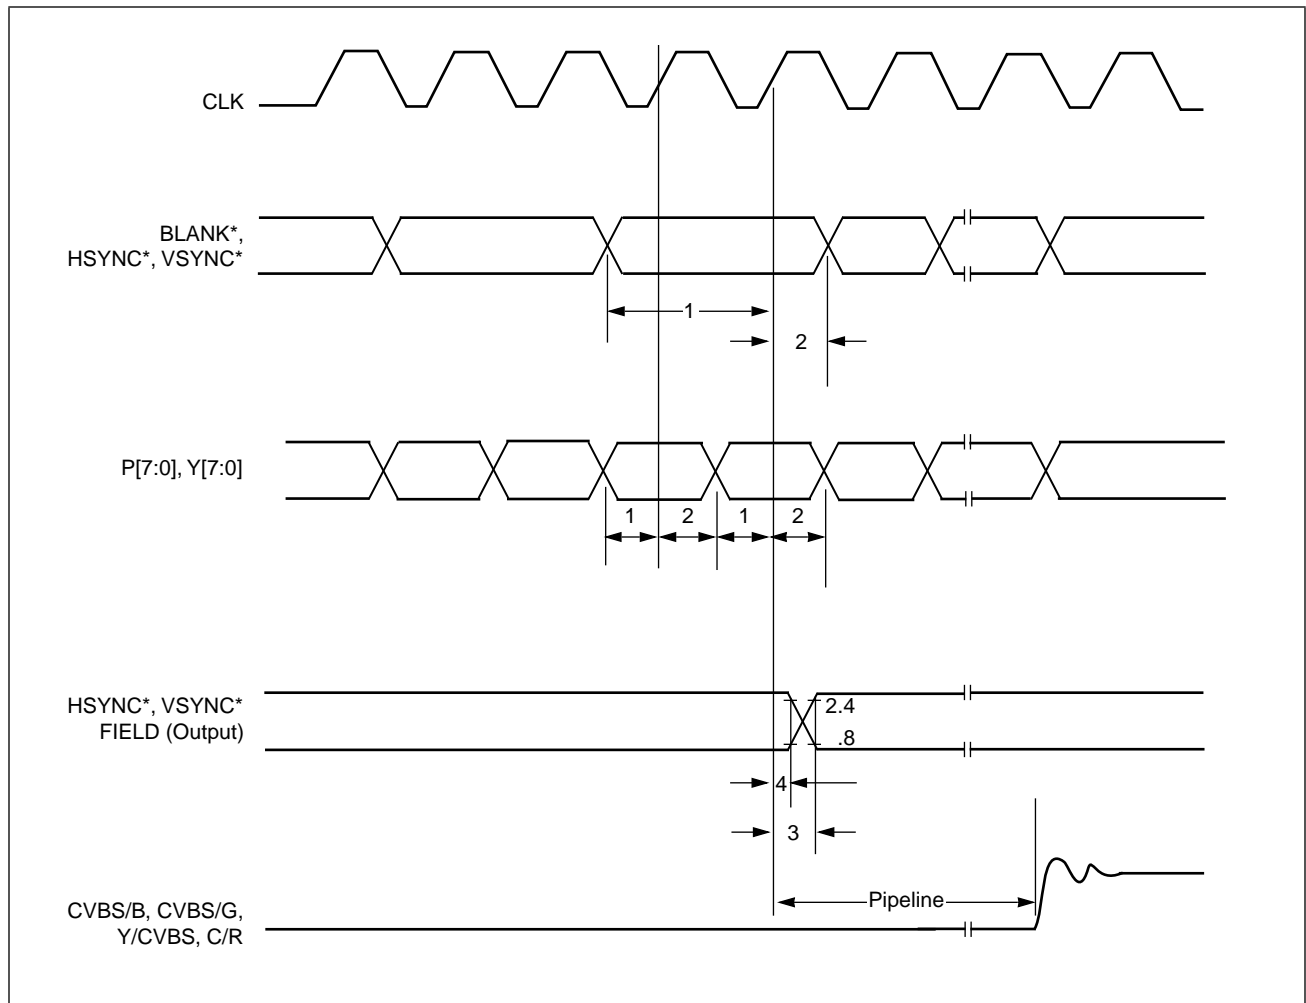 CLK
BLANK*,
HSYNC*, VSYNC*
1
2
P[7:0], Y[7:0]
1 2 1 2
HSYNC*, VSYNC*
FIELD (Output)
2.4
.8
4
3
Pipeline
CVBS/B, CVBS/G,
Y/CVBS, C/R